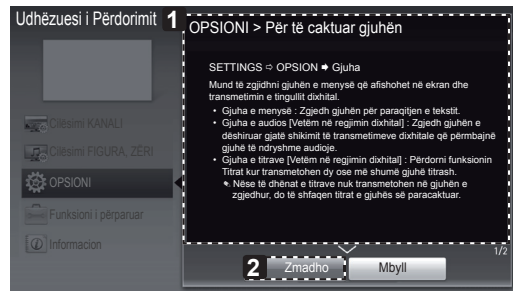 Udhëzuesi i Përdorimit
1
OPSIONI > Për të caktuar gjuhën
SETTINGS ⇨ OPSION ➨ Gjuha
Mund të zgjidhni gjuhën e menysë që afishohet në ekran dhe
transmetimin e tingullit dixhital.
• Gjuha e menysë : Zgjedh gjuhën për paraqitjen e tekstit.
• Gjuha e audios [Vetëm në regjimin dixhital] : Zgjedh gjuhën e
dëshiruar gjatë shikimit të transmetimeve dixhitale që përmbajnë
gjuhë të ndryshme audioje.
• Gjuha e titrave [Vetëm në regjimin dixhital] : Përdorni funksionin
Titrat kur transmetohen dy ose më shumë gjuhë titrash.
Nëse të dhënat e titrave nuk transmetohen në gjuhën e
zgjedhur, do të shfaqen titrat e gjuhës së paracaktuar.
Cilësimi KANALI
Cilësimi FIGURA, ZËRI
OPSIONI
Funksioni i përparuar
Informacion
1/2
2
Zmadho
Mbyll